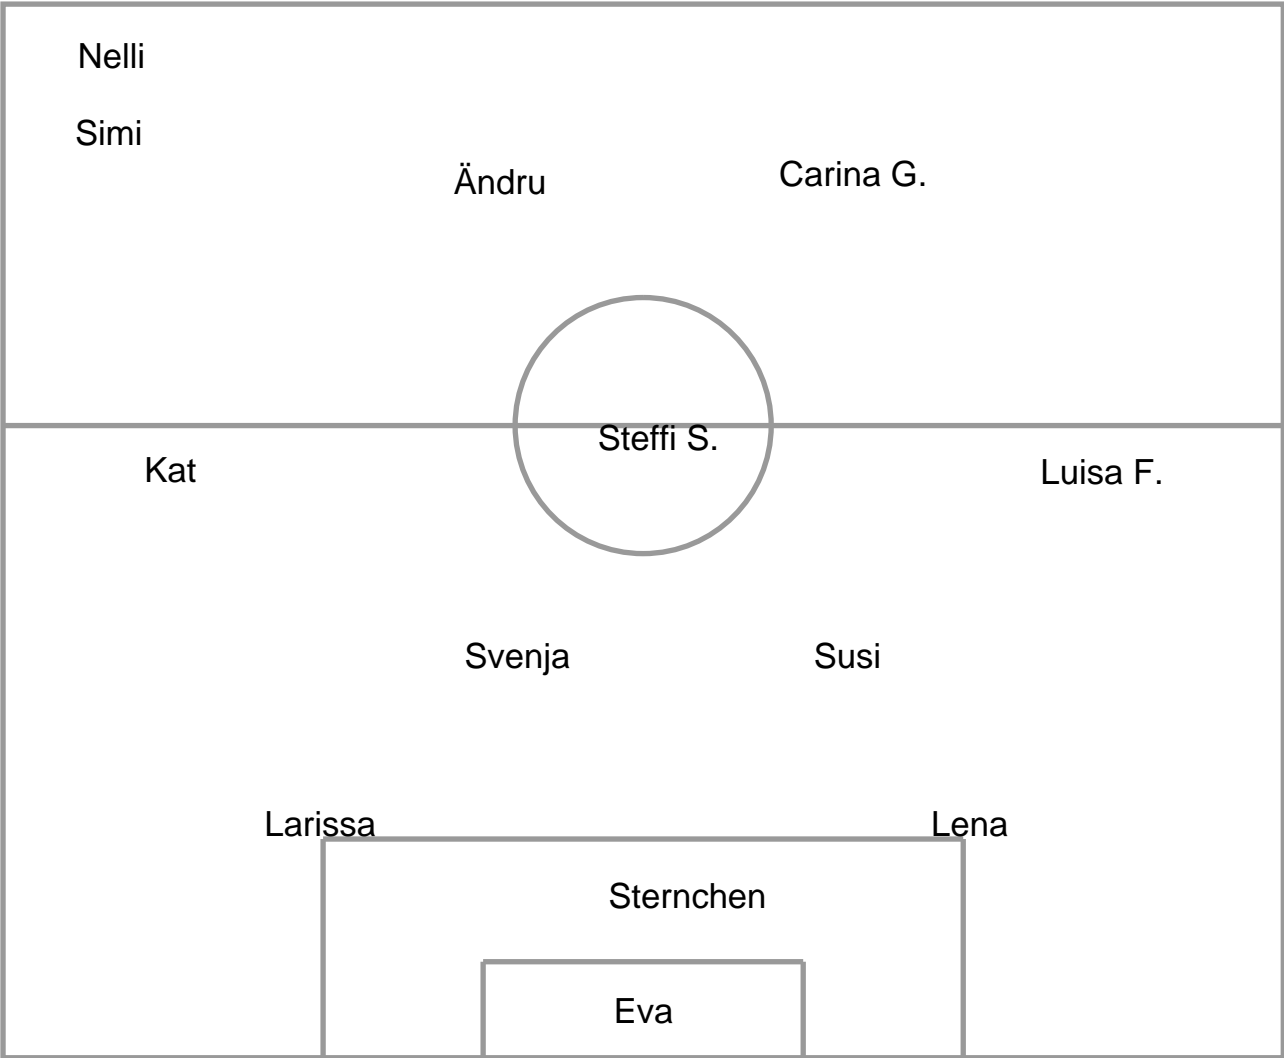 Nelli
Simi
Ändru
Carina G.
Steffi S.
Kat
Luisa F.
Svenja
Susi
Larissa
Lena
Sternchen
Eva